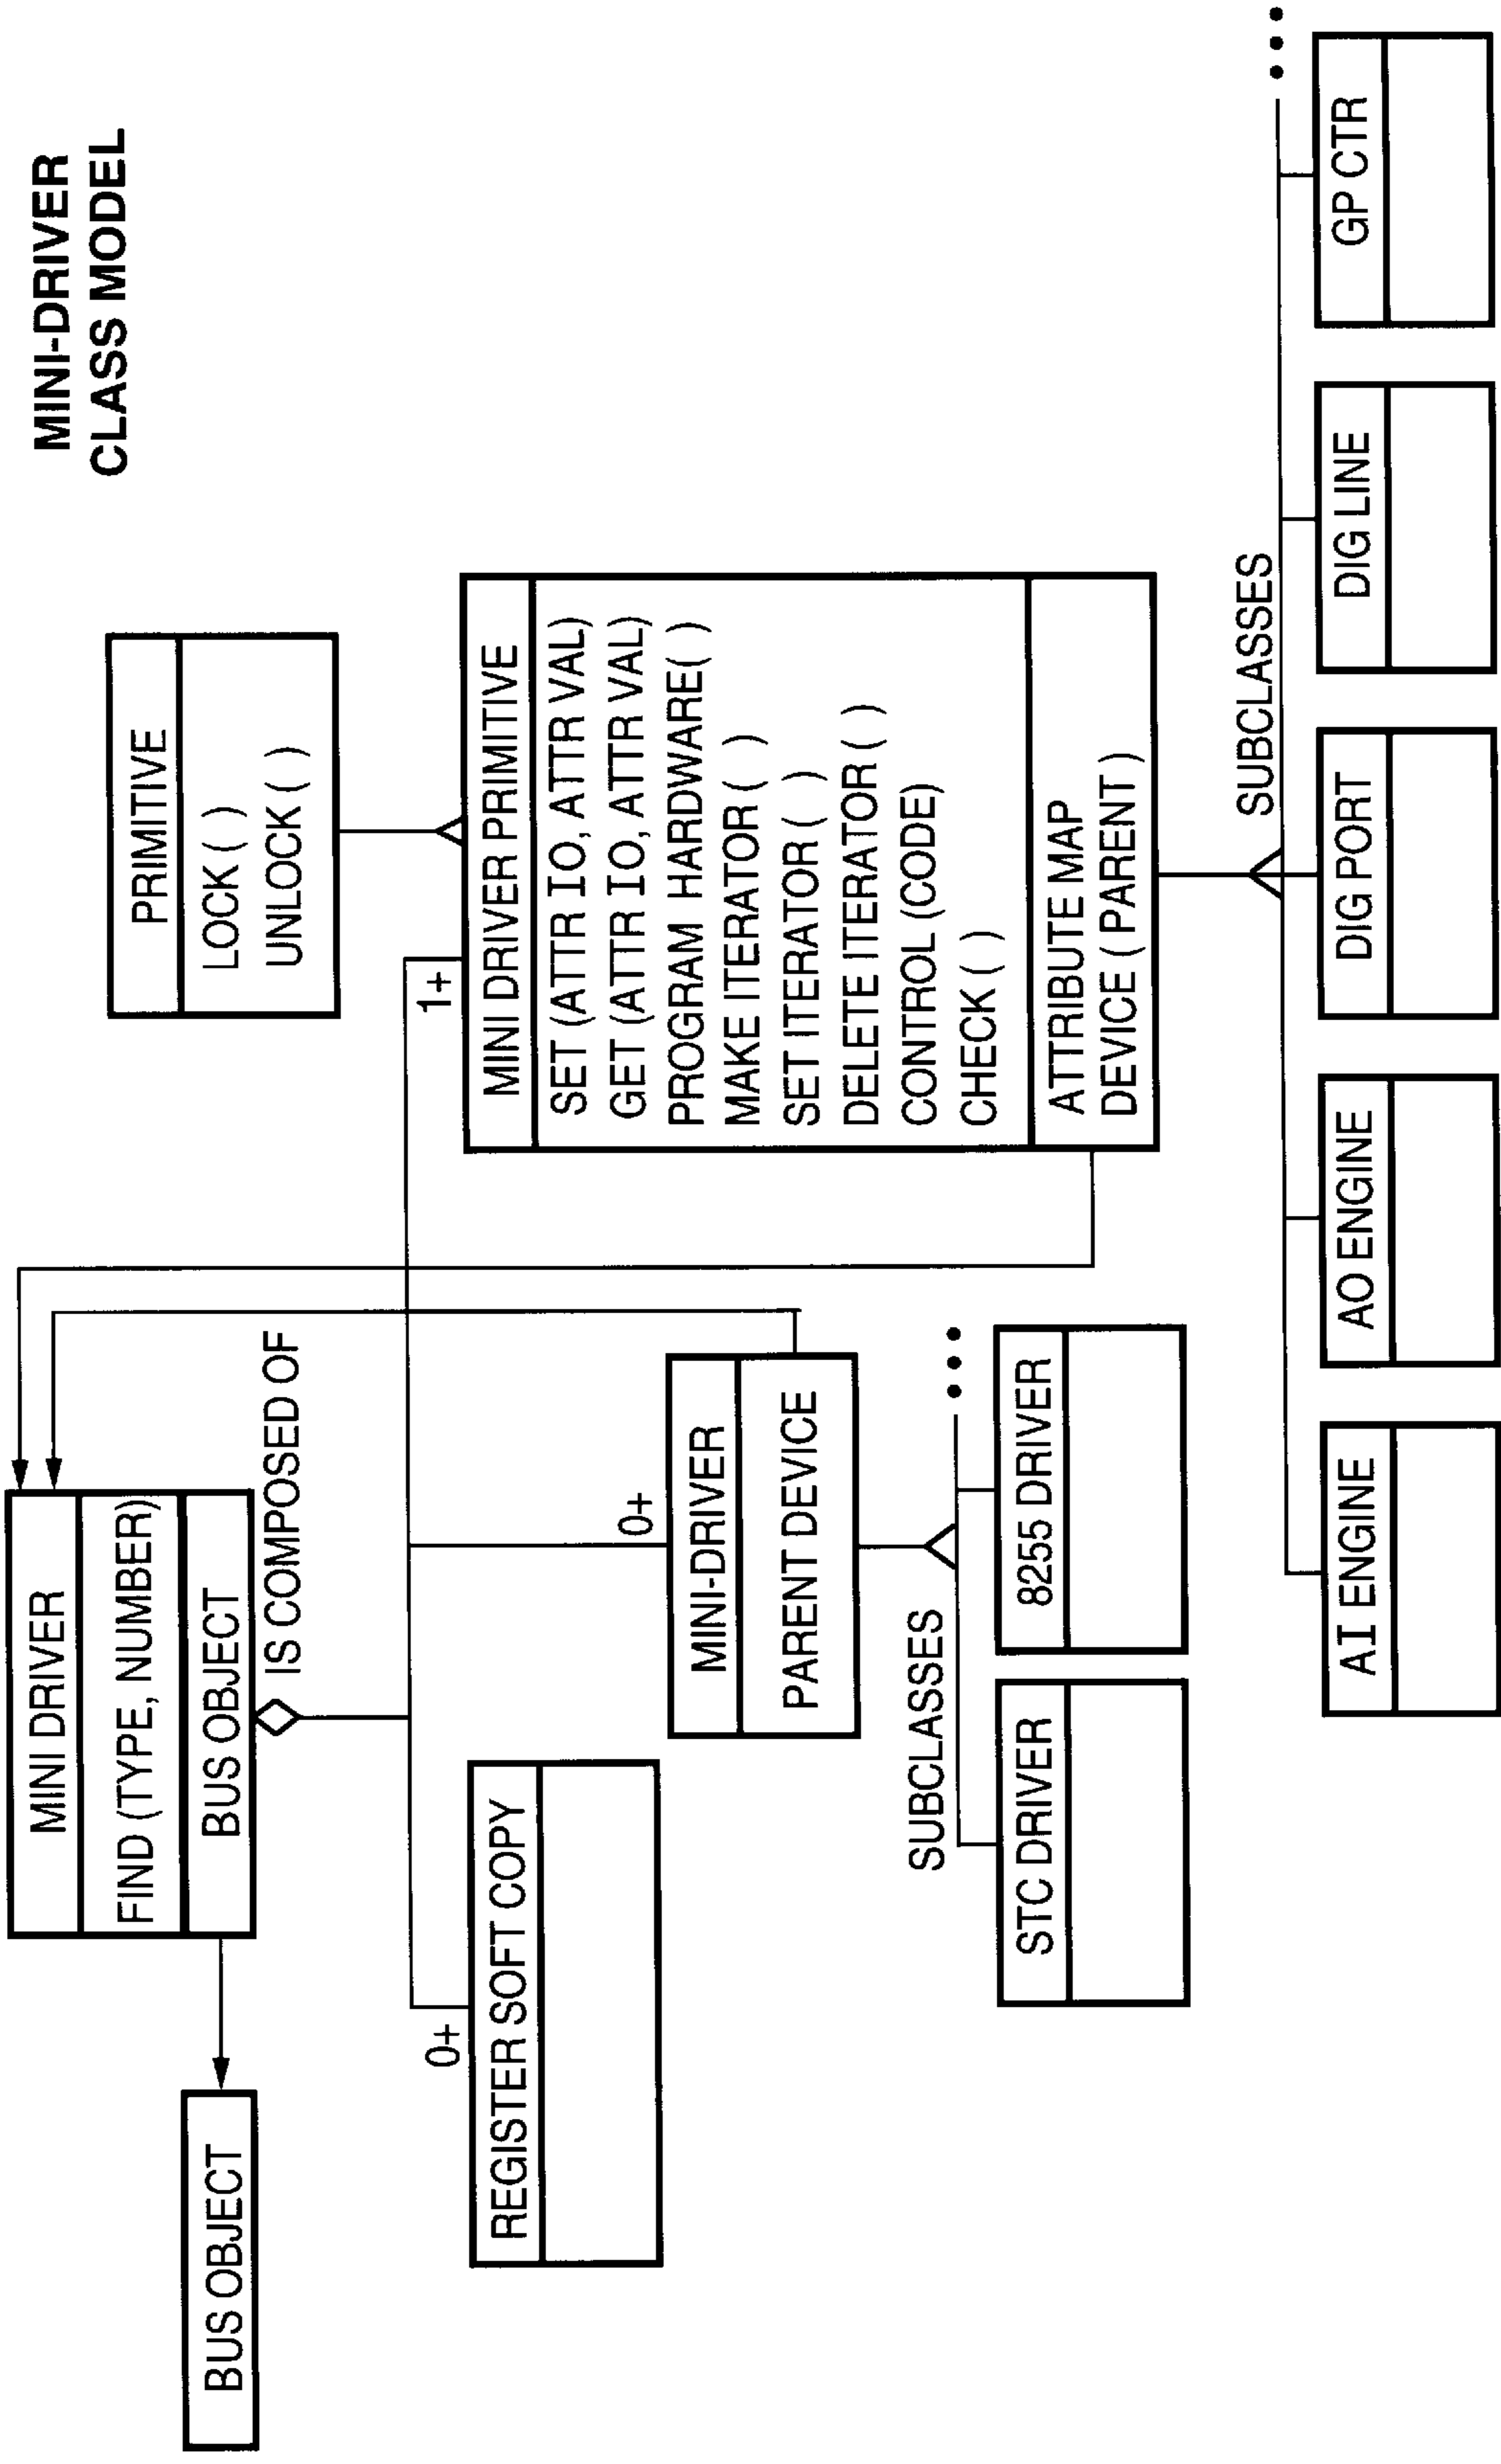 MINI-DRIVER
CLASS MODEL
BUS OBJECT
MINI DRIVER
FIND (TYPE, NUMBER)
BUS OBJECT
IS COMPOSED OF
PRIMITIVE
LOCK ( )
UNLOCK ( )
0+
REGISTER SOFT COPY
0+
MINI-DRIVER
PARENT DEVICE
1+
MINI DRIVER PRIMITIVE
SET (ATTR IO, ATTR VAL)
GET (ATTR IO, ATTR VAL)
PROGRAM HARDWARE( )
MAKE ITERATOR ( )
SET ITERATOR ( )
DELETE ITERATOR ( )
CONTROL (CODE)
CHECK ( )
ATTRIBUTE MAP
DEVICE ( PARENT )
SUBCLASSES
STC DRIVER
8255 DRIVER
•••
SUBCLASSES
AI ENGINE
AO ENGINE
DIG PORT
DIG LINE
GP CTR
•••